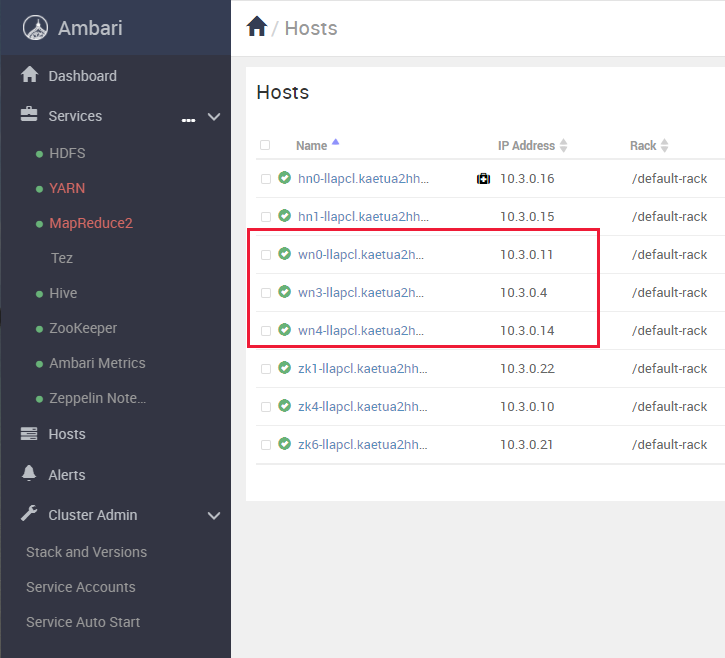 Ambari
Dashboard
Services
...
HDFS
YARN
MapReduce2
Tez
Hive
ZooKeeper
Ambari Metrics
Zeppelin Note...
Hosts
Alerts
Cluster Admin
Stack and Versions
Service Accounts
Service Auto Start
/ Hosts
Hosts
Name IP Address Rack
hn0-llapcl.kaetua2hh... 10.3.0.16 /default-rack
hn1-llapcl.kaetua2hh... 10.3.0.15 /default-rack
wn0-llapcl.kaetua2h... 10.3.0.11 /default-rack
wn3-llapcl.kaetua2h... 10.3.0.4 /default-rack
wn4-llapcl.kaetua2h... 10.3.0.14 /default-rack
zk1-llapcl.kaetua2hh... 10.3.0.22 /default-rack
zk4-llapcl.kaetua2hh... 10.3.0.10 /default-rack
zk6-llapcl.kaetua2hh... 10.3.0.21 /default-rack